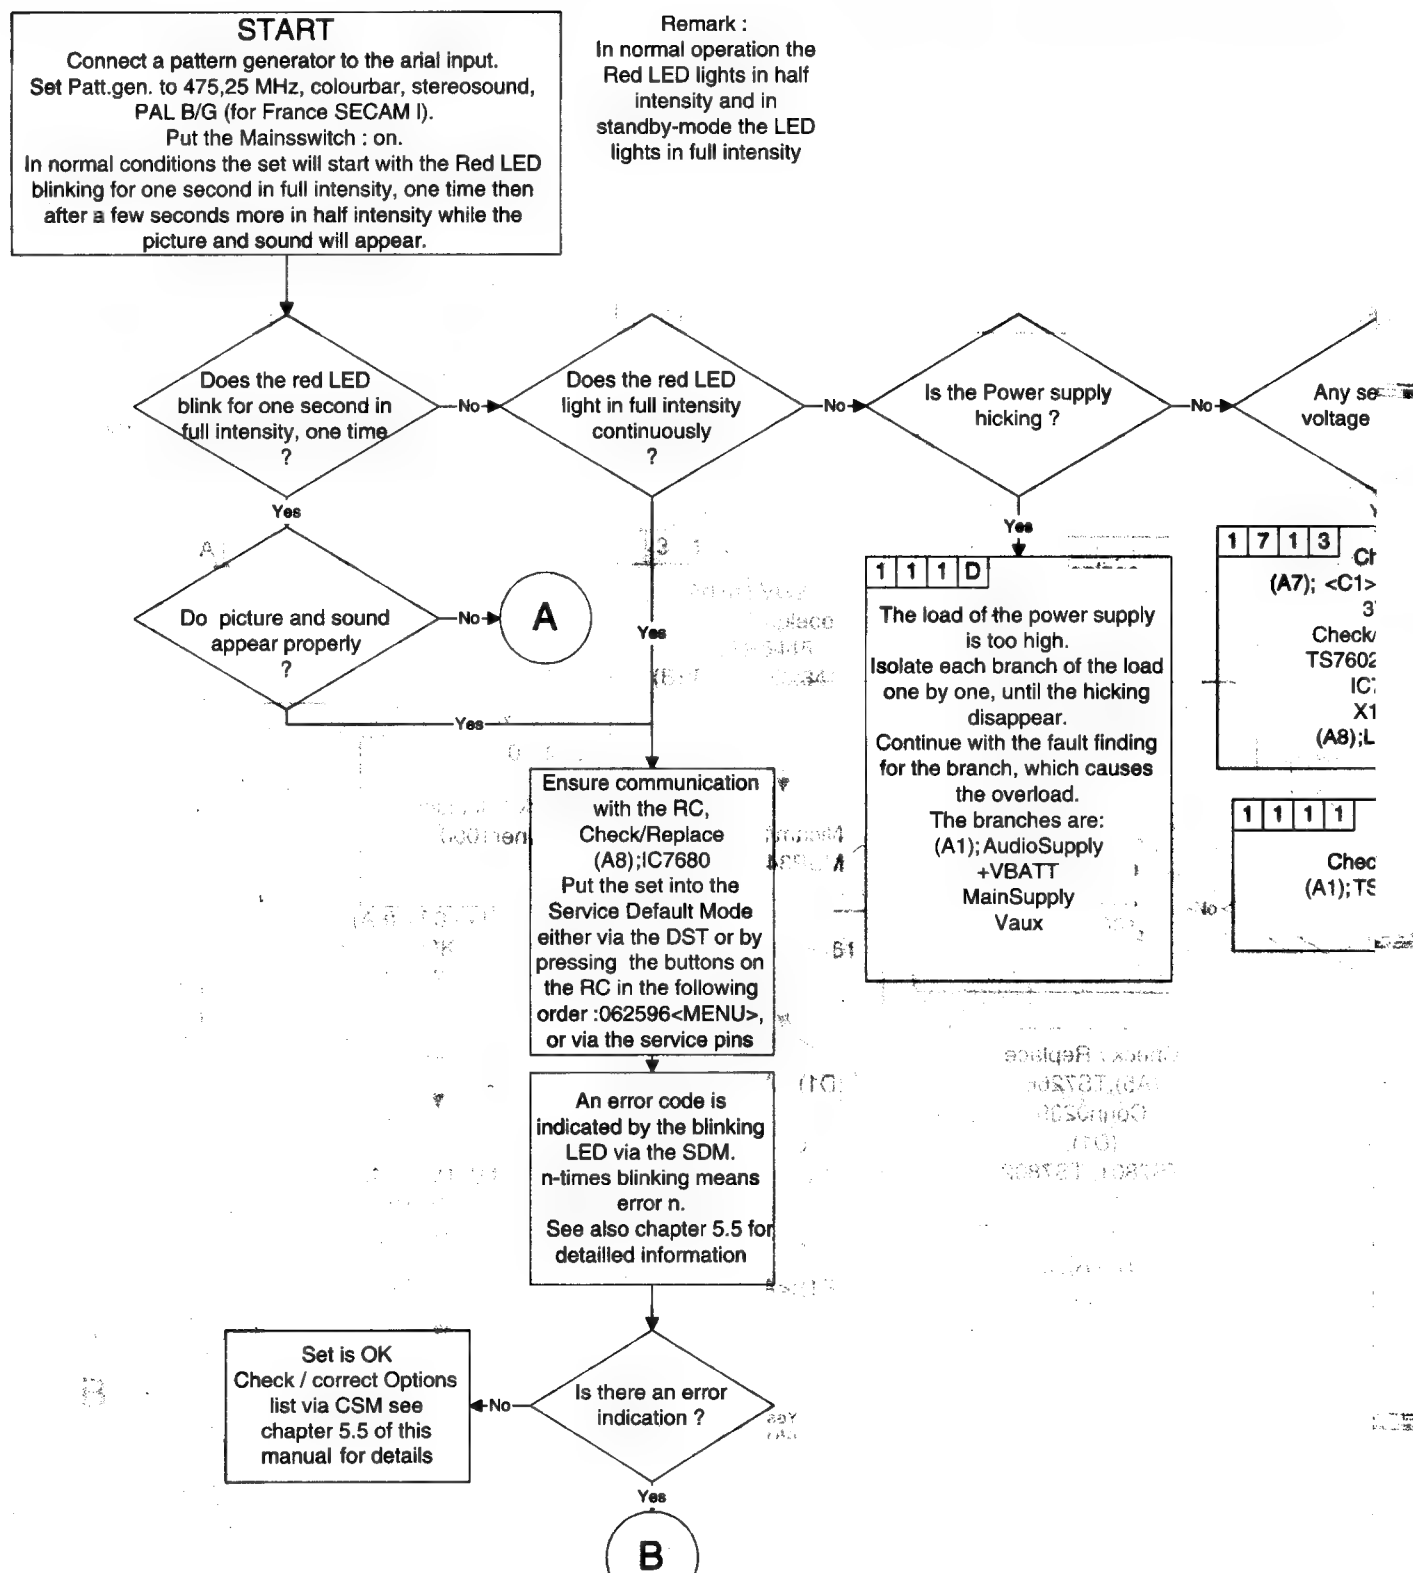 START
Connect a pattern generator to the arial input.
Set Patt.gen. to 475,25 MHz, colourbar, stereosound,
PAL B/G (for France SECAM I).
Put the Mainsswitch : on.
In normal conditions the set will start with the Red LED
blinking for one second in full intensity, one time then
after a few seconds more in half intensity while the
picture and sound will appear.
Remark :
In normal operation the
Red LED lights in half
intensity and in
standby-mode the LED
lights in full intensity
Does the red LED
blink for one second in
full intensity, one time
?
No
Does the red LED
light in full intensity
continuously
?
No
Is the Power supply
hicking ?
No
Any se
voltage
Yes
Do picture and sound
appear properly
?
No
A
Yes
Yes
Yes
1 1 1 D
The load of the power supply
is too high.
Isolate each branch of the load
one by one, until the hicking
disappear.
Continue with the fault finding
for the branch, which causes
the overload.
The branches are:
(A1);AudioSupply
+VBATT
MainSupply
Vaux
1 7 1 3
(A7); <C1>
Check/
TS7602
(A8);L
No
1 1 1 1
Chec
(A1);TS
Ensure communication
with the RC,
Check/Replace
(A8);IC7680
Put the set into the
Service Default Mode
either via the DST or by
pressing the buttons on
the RC in the following
order :062596<MENU>,
or via the service pins
An error code is
indicated by the blinking
LED via the SDM.
n-times blinking means
error n.
See also chapter 5.5 for
detailled information
Is there an error
indication ?
No
Set is OK
Check / correct Options
list via CSM see
chapter 5.5 of this
manual for details
Yes
B